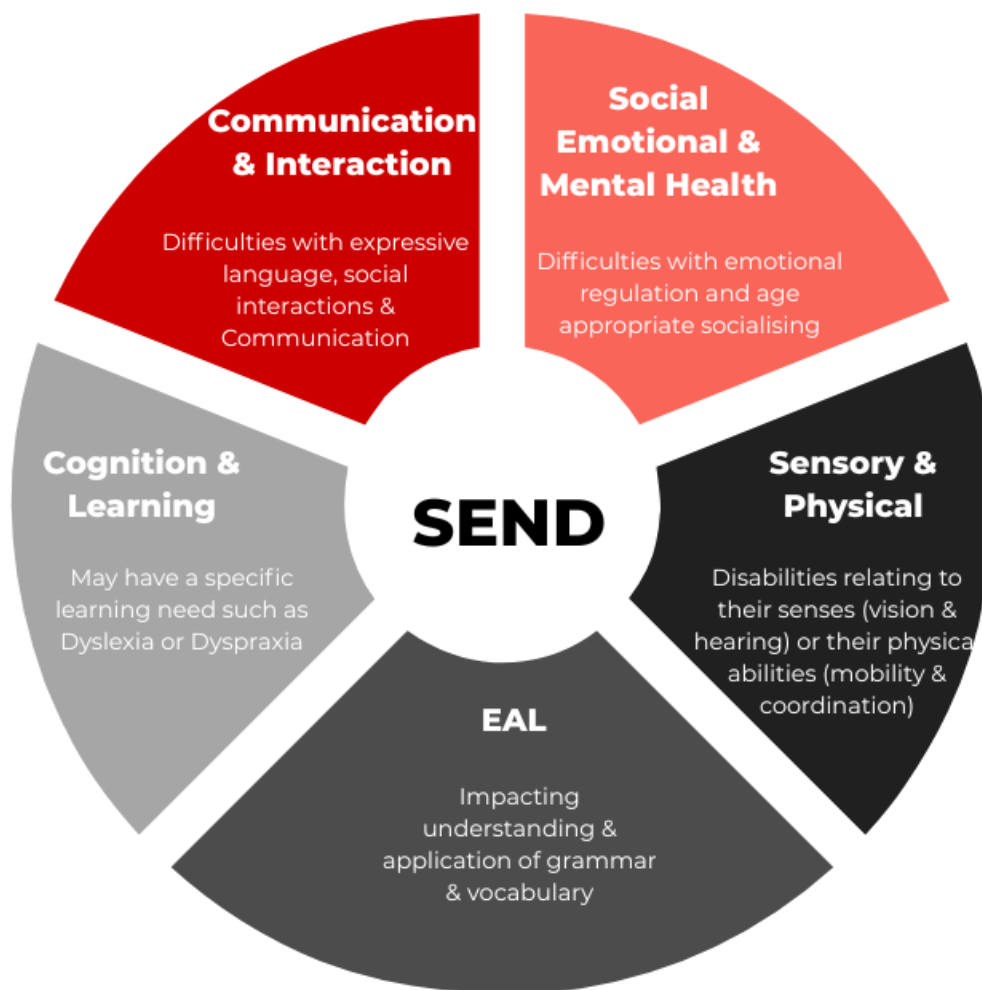 Communication
& Interaction
Difficulties with expressive
language, social
interactions &
Communication
Social
Emotional &
Mental Health
Difficulties with emotional
regulation and age
appropriate socialising
Cognition &
Learning
May have a specific
learning need such as
Dyslexia or Dyspraxia
SEND
Sensory &
Physical
Disabilities relating to
their senses (vision &
hearing) or their physica
abilities (mobility &
coordination)
EAL
Impacting
understanding &
application of grammar
& vocabulary